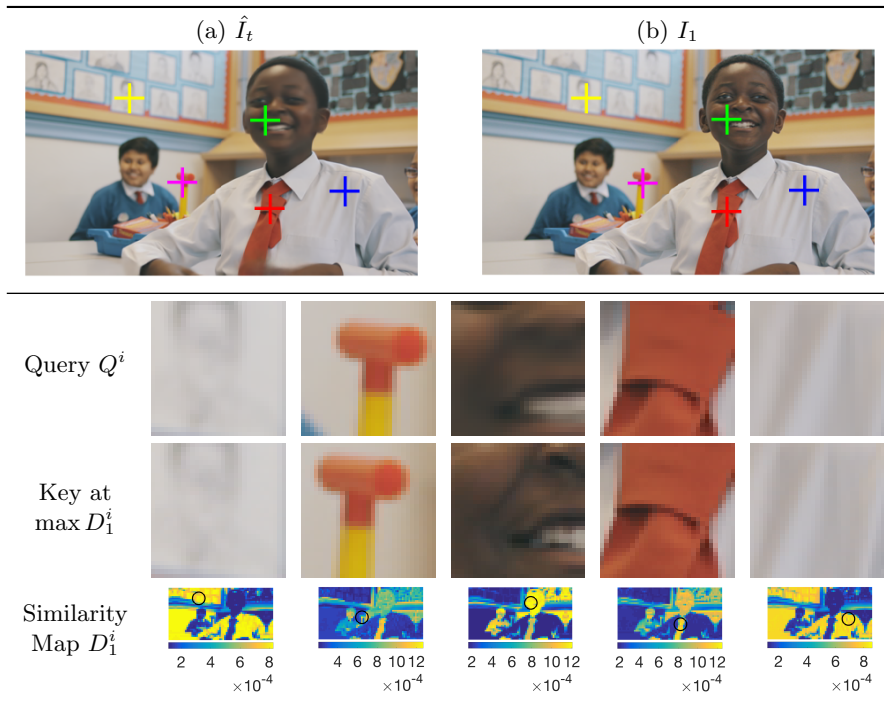 (a) Î_t
(b) I_1
Query Q^i
Key at
max D_1^i
Similarity
Map D_1^i
2 4 6 8
×10^-4
4 6 8 10 12
×10^-4
2 4 6 8 10 12
×10^-4
2 4 6 8 10 12
×10^-4
2 4 6 8
×10^-4